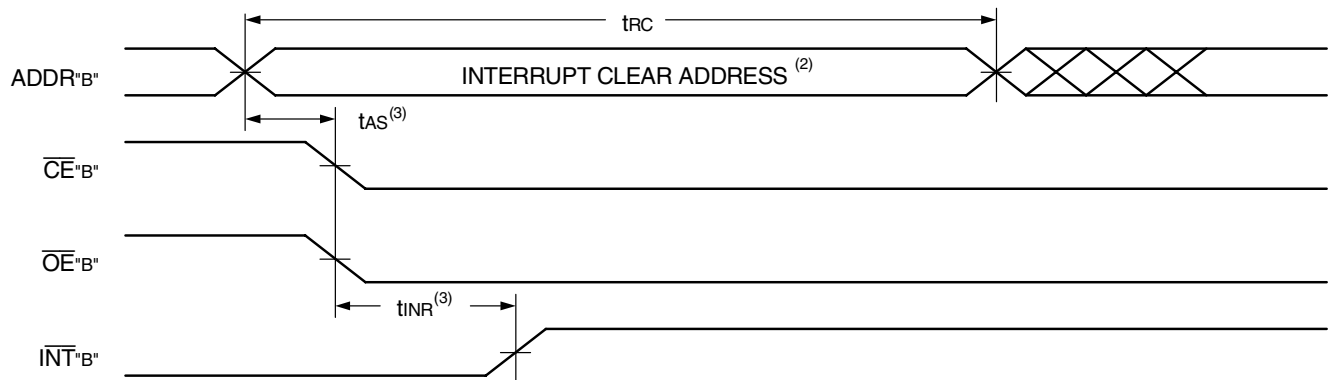 tRC
ADDR"B"
INTERRUPT CLEAR ADDRESS (2)
tAS(3)
CE"B"
OE"B"
tINR(3)
INT"B"